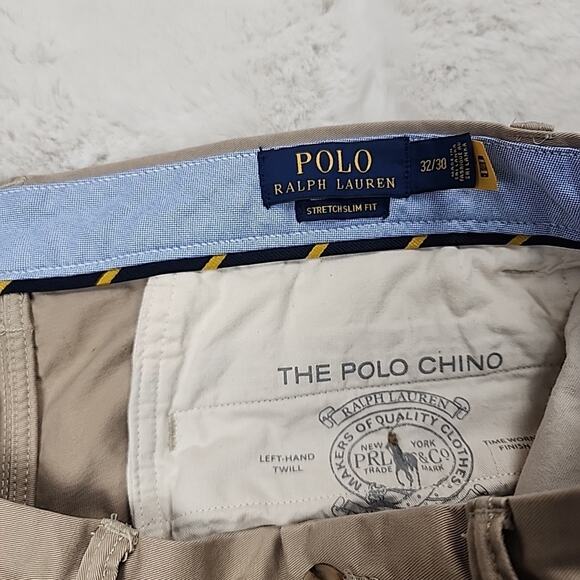 POLO
RALPH LAUREN
32/30
STRETCH SLIM FIT
THE POLO CHINO
RALPH LAUREN
MAKERS OF QUALITY CLOTHES
NEW YORK
PRL &Co
TRADE MARK
LEFT-HAND
TWILL
TIME WORN
FINISH